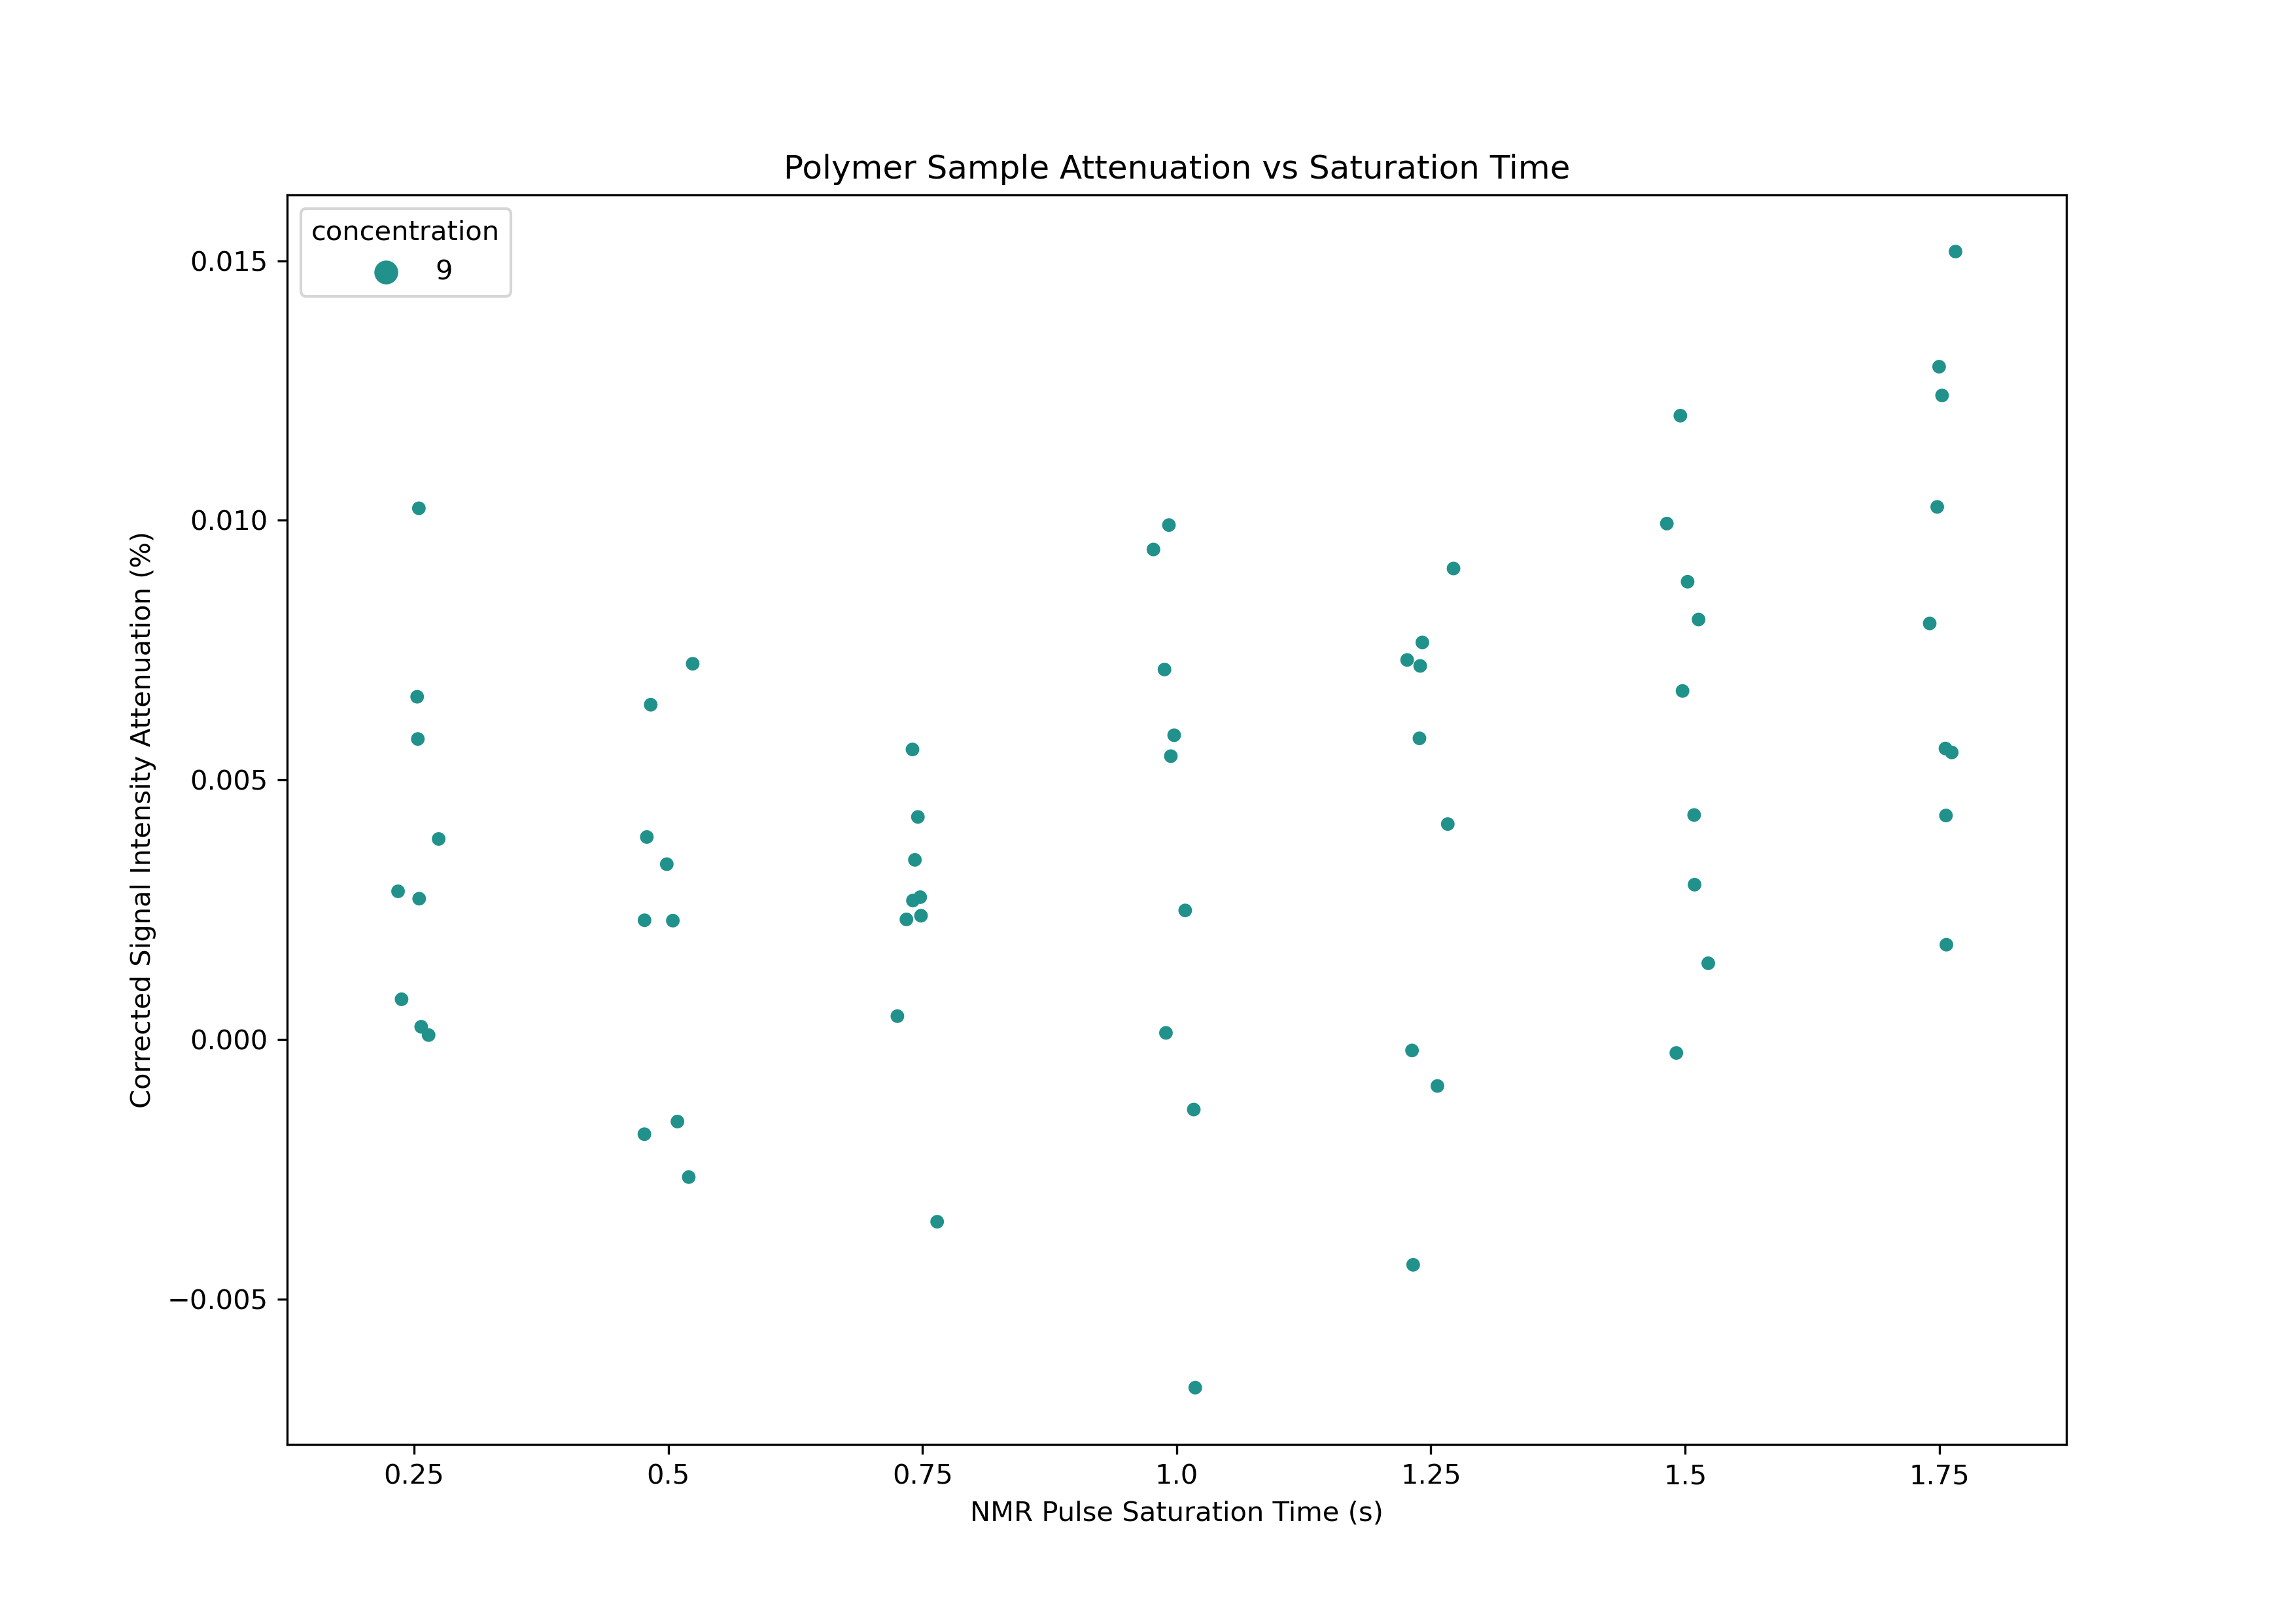 Polymer Sample Attenuation vs Saturation Time
concentration
9
Corrected Signal Intensity Attenuation (%)
0.015
0.010
0.005
0.000
−0.005
0.25 0.5 0.75 1.0 1.25 1.5 1.75
NMR Pulse Saturation Time (s)